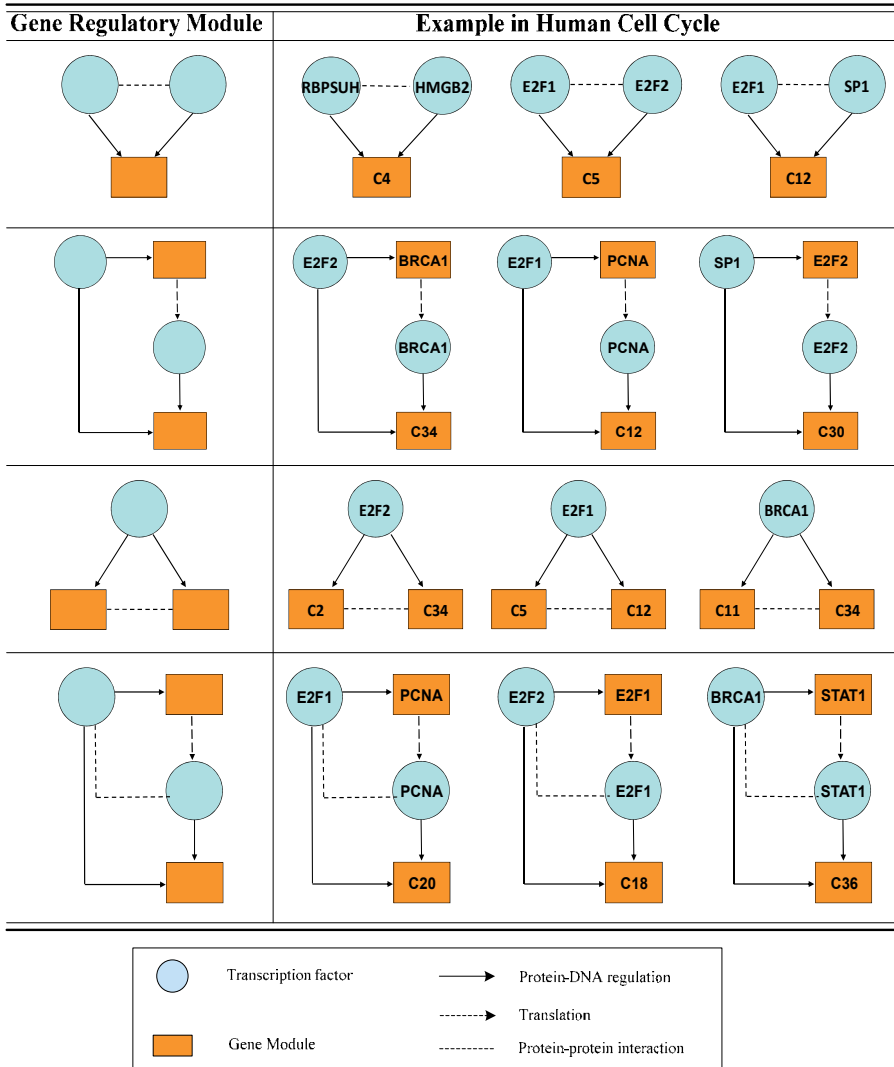 Gene Regulatory Module Example in Human Cell Cycle
RBPSUH HMGB2 E2F1 E2F2 E2F1 SP1
C4 C5 C12
E2F2 BRCA1 E2F1 PCNA SP1 E2F2
BRCA1 PCNA E2F2
C34 C12 C30
E2F2 E2F1 BRCA1
C2 C34 C5 C12 C11 C34
E2F1 PCNA E2F2 E2F1 BRCA1 STAT1
PCNA E2F1 STAT1
C20 C18 C36
Transcription factor Protein-DNA regulation
Translation
Gene Module Protein-protein interaction